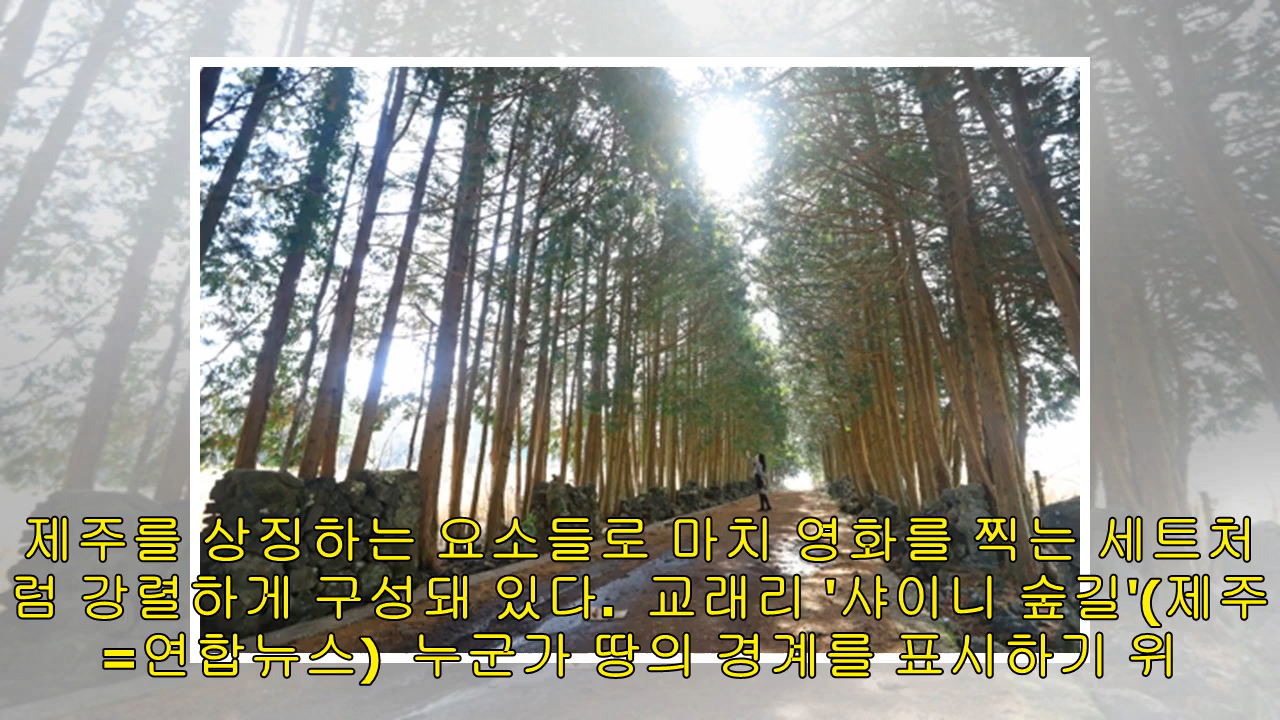 제주를 상징하는 요소들로 마치 영화를 찍는 세트처
럼 강렬하게 구성돼 있다. 교래리 '샤이니 숲길'(제주
=연합뉴스) 누군가 땅의 경계를 표시하기 위